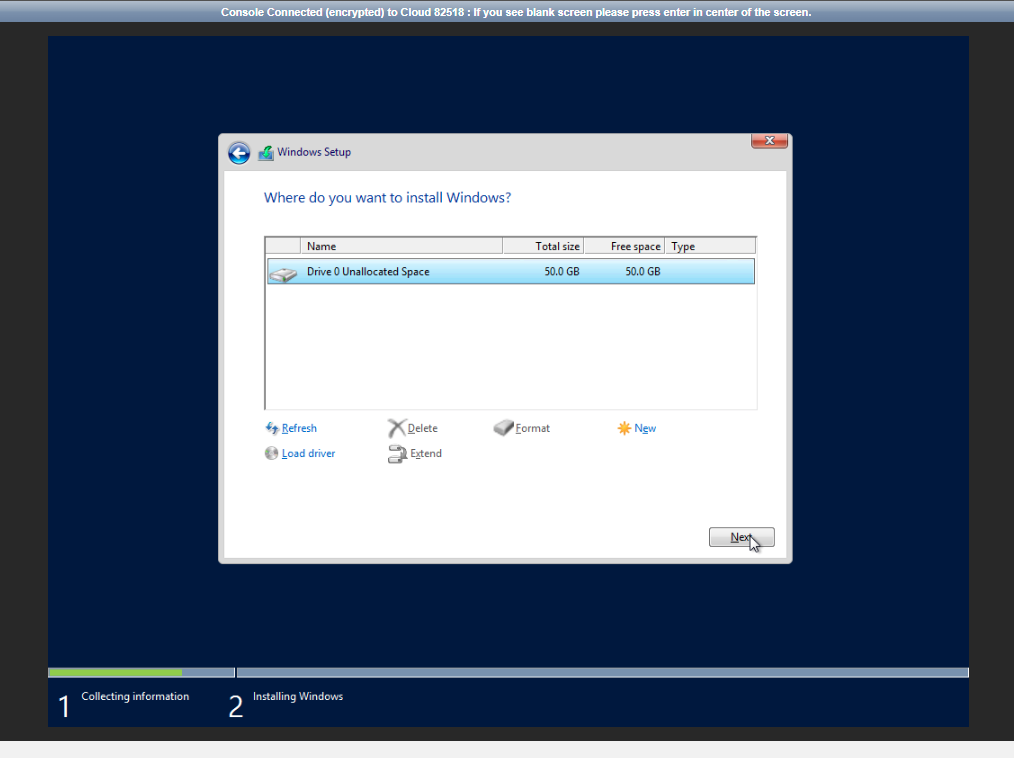 Console Connected (encrypted) to Cloud 82518 : If you see blank screen please press enter in center of the screen.
Windows Setup
Where do you want to install Windows?
Name Total size Free space Type
Drive 0 Unallocated Space 50.0 GB 50.0 GB
Refresh Delete Format New
Load driver Extend
Next
1 Collecting information 2 Installing Windows